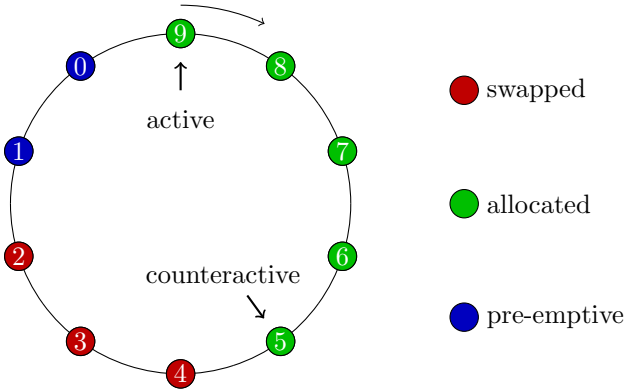 9
0
8
active
1
7
2
6
counteractive
3
5
4
swapped
allocated
pre-emptive